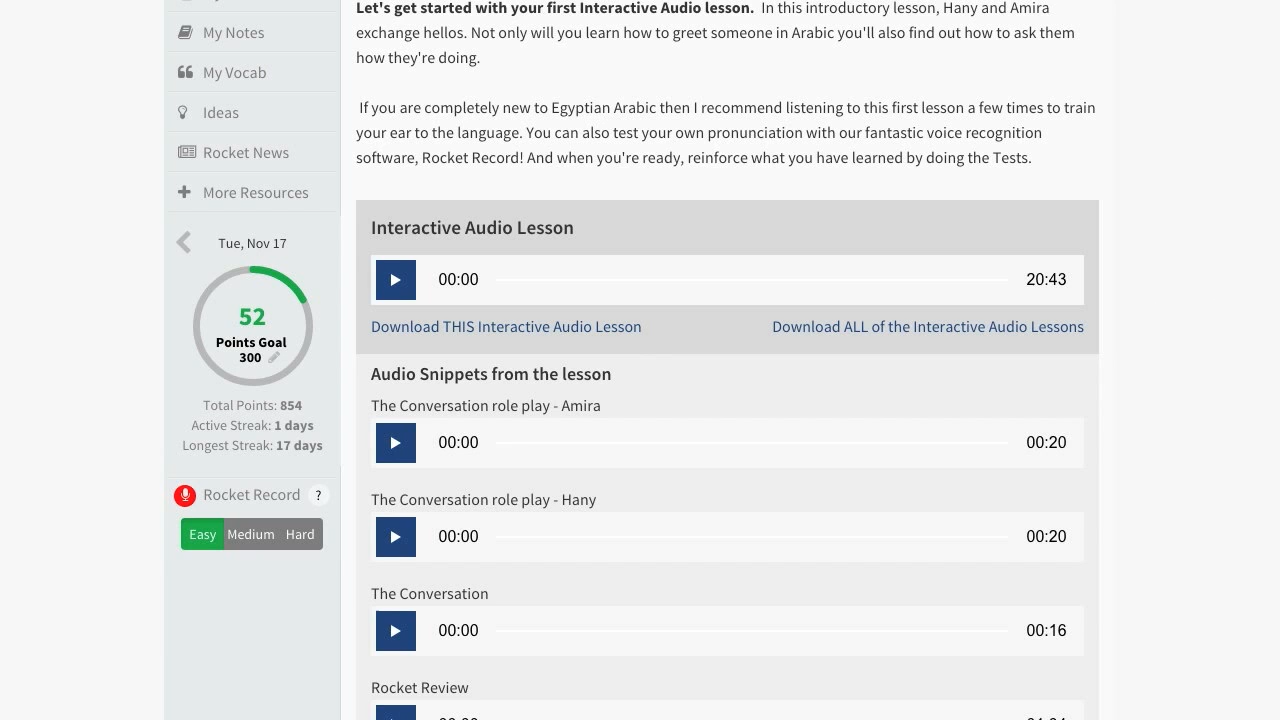 My Notes
My Vocab
Ideas
Rocket News
More Resources
Tue, Nov 17
52
Points Goal
300
Total Points: 854
Active Streak: 1 days
Longest Streak: 17 days
Rocket Record ?
Easy Medium Hard
Let's get started with your first Interactive Audio lesson. In this introductory lesson, Hany and Amira
exchange hellos. Not only will you learn how to greet someone in Arabic you'll also find out how to ask them
how they're doing.
If you are completely new to Egyptian Arabic then I recommend listening to this first lesson a few times to train
your ear to the language. You can also test your own pronunciation with our fantastic voice recognition
software, Rocket Record! And when you're ready, reinforce what you have learned by doing the Tests.
Interactive Audio Lesson
00:00 20:43
Download THIS Interactive Audio Lesson Download ALL of the Interactive Audio Lessons
Audio Snippets from the lesson
The Conversation role play - Amira
00:00 00:20
The Conversation role play - Hany
00:00 00:20
The Conversation
00:00 00:16
Rocket Review